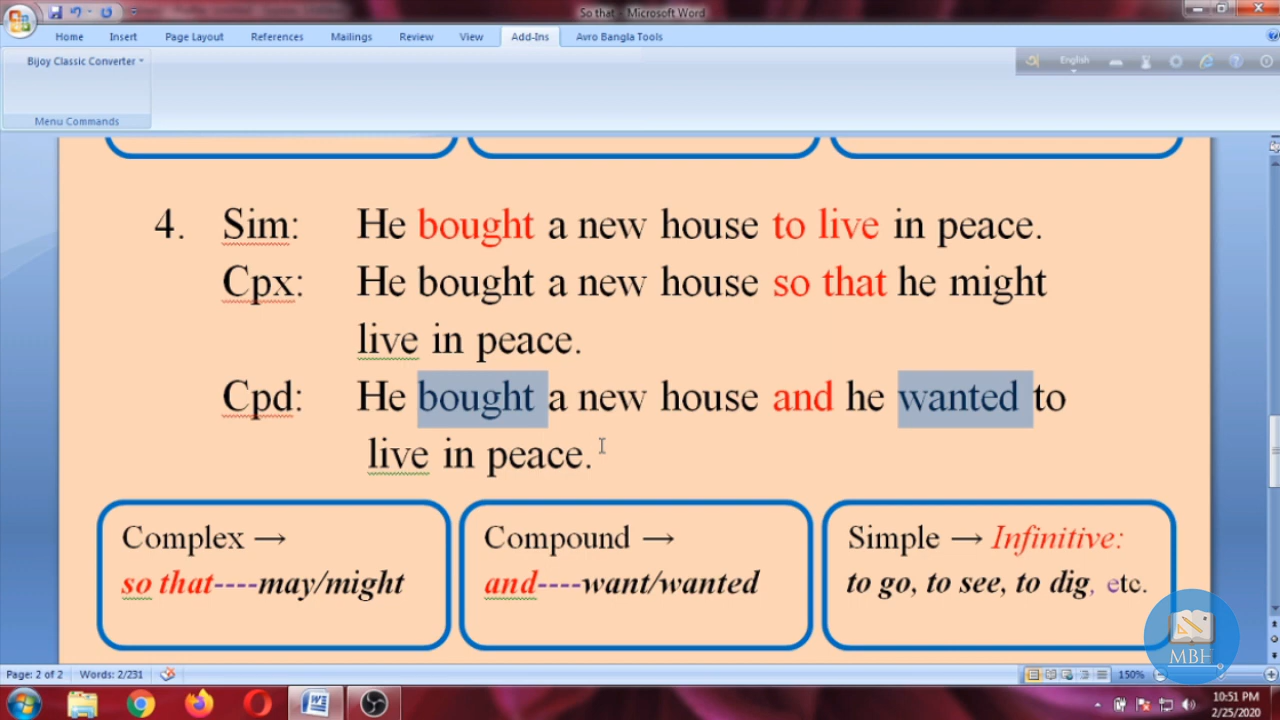 So that - Microsoft Word
Home Insert Page Layout References Mailings Review View Add-Ins Avro Bangla Tools
Bijoy Classic Converter
English
Menu Commands
4. Sim: He bought a new house to live in peace.
Cpx: He bought a new house so that he might
live in peace.
Cpd: He bought a new house and he wanted to
live in peace.
Complex →
so that----may/might
Compound →
and----want/wanted
Simple → Infinitive:
to go, to see, to dig, etc.
MBH
Page: 2 of 2 Words: 2/231 150%
10:51 PM
2/25/2020